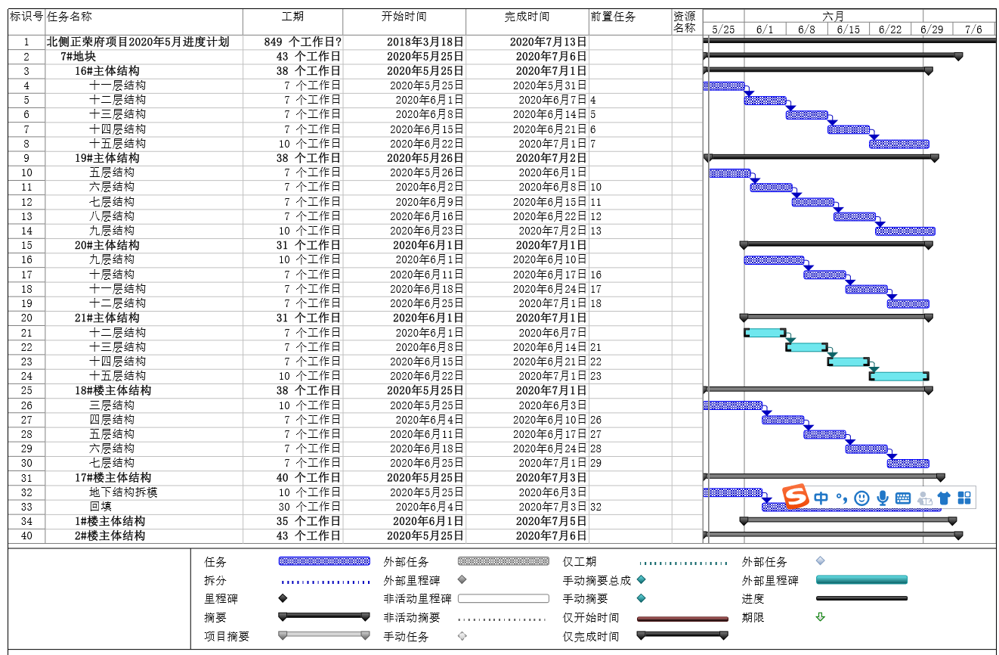 标识号 任务名称 工期 开始时间 完成时间 前置任务 资源名称 六月
5/25 6/1 6/8 6/15 6/22 6/29 7/6
1 北侧正荣府项目2020年5月进度计划 849 个工作日? 2018年3月18日 2020年7月13日
2 7#地块 43 个工作日 2020年5月25日 2020年7月6日
3 16#主体结构 38 个工作日 2020年5月25日 2020年7月1日
4 十一层结构 7 个工作日 2020年5月25日 2020年5月31日
5 十二层结构 7 个工作日 2020年6月1日 2020年6月7日 4
6 十三层结构 7 个工作日 2020年6月8日 2020年6月14日 5
7 十四层结构 7 个工作日 2020年6月15日 2020年6月21日 6
8 十五层结构 10 个工作日 2020年6月22日 2020年7月1日 7
9 19#主体结构 38 个工作日 2020年5月26日 2020年7月2日
10 五层结构 7 个工作日 2020年5月26日 2020年6月1日
11 六层结构 7 个工作日 2020年6月2日 2020年6月8日 10
12 七层结构 7 个工作日 2020年6月9日 2020年6月15日 11
13 八层结构 7 个工作日 2020年6月16日 2020年6月22日 12
14 九层结构 10 个工作日 2020年6月23日 2020年7月2日 13
15 20#主体结构 31 个工作日 2020年6月1日 2020年7月1日
16 九层结构 10 个工作日 2020年6月1日 2020年6月10日
17 十层结构 7 个工作日 2020年6月11日 2020年6月17日 16
18 十一层结构 7 个工作日 2020年6月18日 2020年6月24日 17
19 十二层结构 7 个工作日 2020年6月25日 2020年7月1日 18
20 21#主体结构 31 个工作日 2020年6月1日 2020年7月1日
21 十二层结构 7 个工作日 2020年6月1日 2020年6月7日
22 十三层结构 7 个工作日 2020年6月8日 2020年6月14日 21
23 十四层结构 7 个工作日 2020年6月15日 2020年6月21日 22
24 十五层结构 10 个工作日 2020年6月22日 2020年7月1日 23
25 18#楼主体结构 38 个工作日 2020年5月25日 2020年7月1日
26 三层结构 10 个工作日 2020年5月25日 2020年6月3日
27 四层结构 7 个工作日 2020年6月4日 2020年6月10日 26
28 五层结构 7 个工作日 2020年6月11日 2020年6月17日 27
29 六层结构 7 个工作日 2020年6月18日 2020年6月24日 28
30 七层结构 7 个工作日 2020年6月25日 2020年7月1日 29
31 17#楼主体结构 40 个工作日 2020年5月25日 2020年7月3日
32 地下结构拆模 10 个工作日 2020年5月25日 2020年6月3日
S 中
33 回填 30 个工作日 2020年6月4日 2020年7月3日 32
34 1#楼主体结构 35 个工作日 2020年6月1日 2020年7月5日
40 2#楼主体结构 43 个工作日 2020年5月25日 2020年7月6日
任务 外部任务 仅工期 外部任务
拆分 外部里程碑 手动摘要总成 外部里程碑
里程碑 非活动里程碑 手动摘要 进度
摘要 非活动摘要 仅开始时间 期限
项目摘要 手动任务 仅完成时间